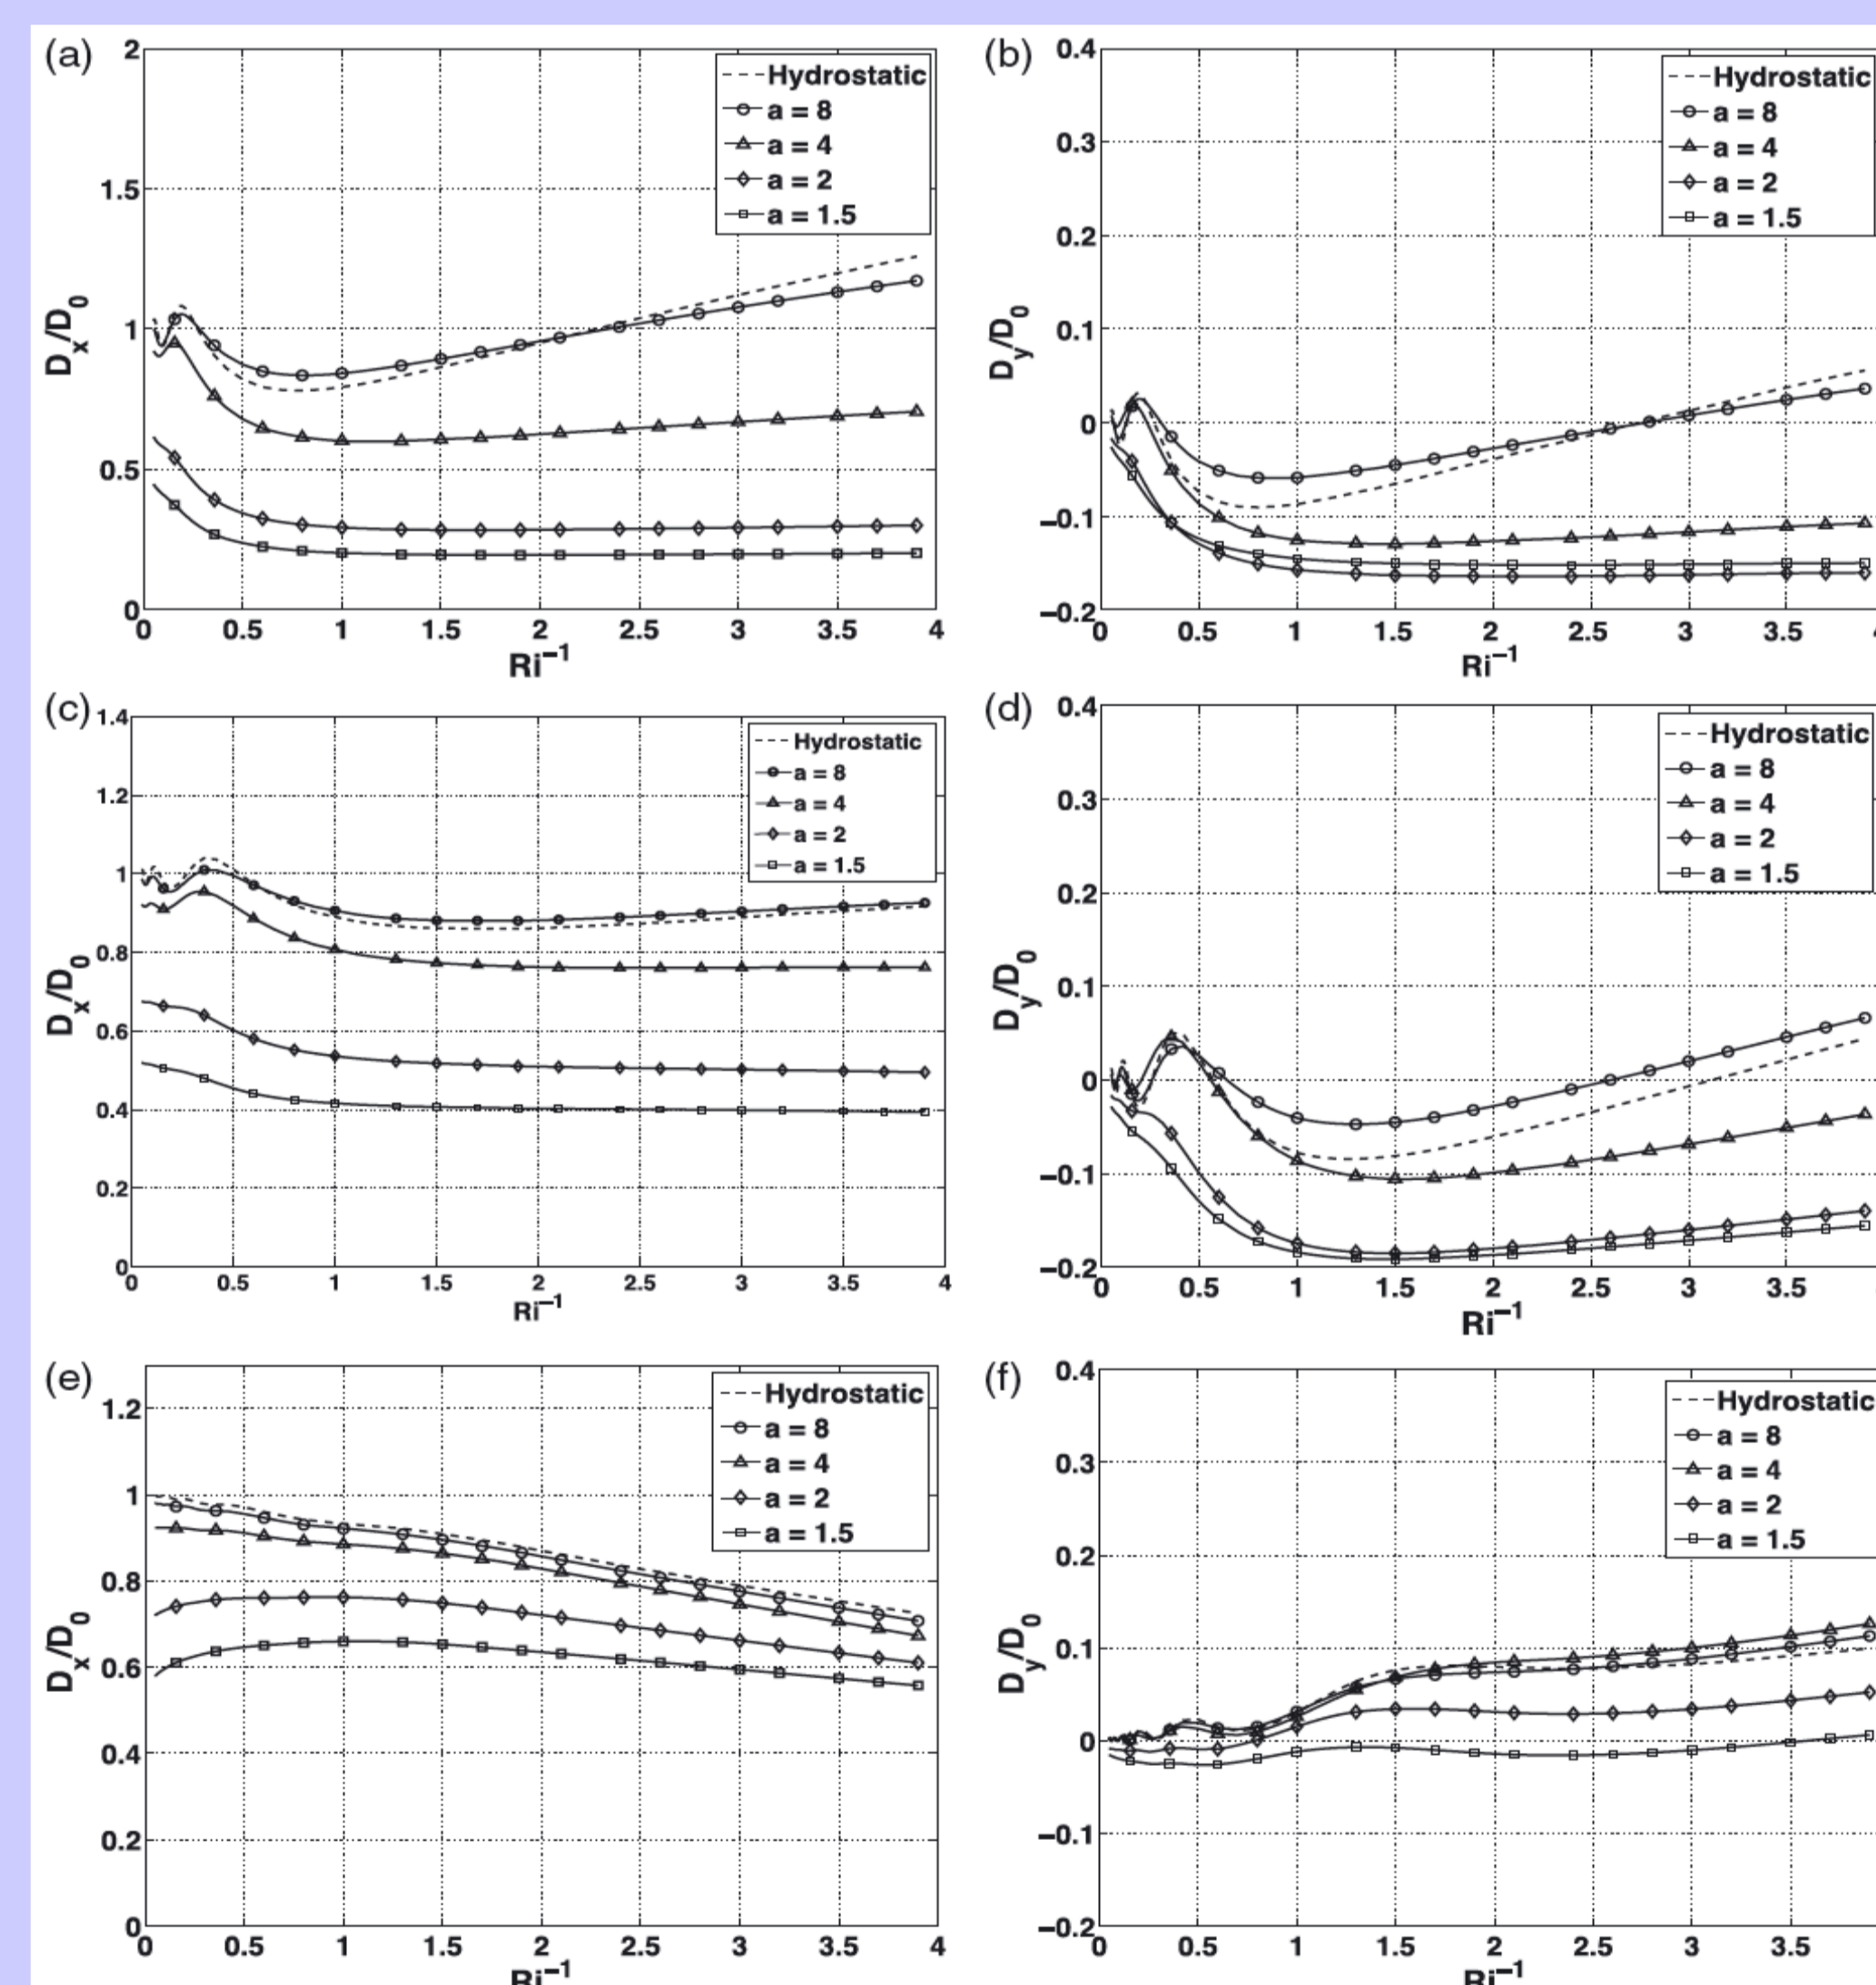 (a)
2
1.5
1
0.5
0
D_x/D_0
Hydrostatic
a = 8
a = 4
a = 2
a = 1.5
0 0.5 1 1.5 2 2.5 3 3.5 4
Ri⁻¹
(b)
0.4
0.3
0.2
0.1
0
−0.1
−0.2
D_y/D_0
Hydrostatic
a = 8
a = 4
a = 2
a = 1.5
0 0.5 1 1.5 2 2.5 3 3.5
Ri⁻¹
(c)
1.4
1.2
1
0.8
0.6
0.4
0.2
0
D_x/D_0
Hydrostatic
a = 8
a = 4
a = 2
a = 1.5
0 0.5 1 1.5 2 2.5 3 3.5 4
Ri⁻¹
(d)
0.4
0.3
0.2
0.1
0
−0.1
−0.2
D_y/D_0
Hydrostatic
a = 8
a = 4
a = 2
a = 1.5
0 0.5 1 1.5 2 2.5 3 3.5
Ri⁻¹
(e)
1.2
1
0.8
0.6
0.4
0.2
0
D_x/D_0
Hydrostatic
a = 8
a = 4
a = 2
a = 1.5
0 0.5 1 1.5 2 2.5 3 3.5 4
Ri⁻¹
(f)
0.4
0.3
0.2
0.1
0
−0.1
−0.2
D_y/D_0
Hydrostatic
a = 8
a = 4
a = 2
a = 1.5
0 0.5 1 1.5 2 2.5 3 3.5
Ri⁻¹